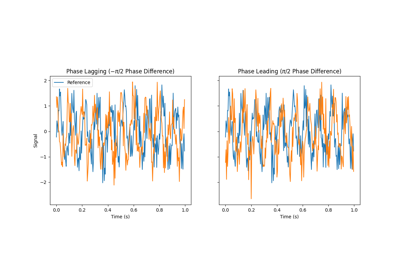 Phase Lagging (−π/2 Phase Difference)
Phase Leading (π/2 Phase Difference)
Reference
Signal
2
1
0
−1
−2
0.0 0.2 0.4 0.6 0.8 1.0
0.0 0.2 0.4 0.6 0.8 1.0
Time (s)
Time (s)